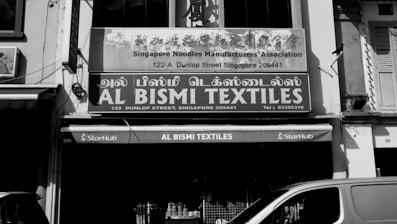 Singapore Noodles Manufacturers' Association
122-A Dunlop Street Singapore 209441
அல் பிஸ்மி டெக்ஸ்டைல்ஸ்
AL BISMI TEXTILES
122 DUNLOP STREET, SINGAPORE 209441
StarHub AL BISMI TEXTILES StarHub